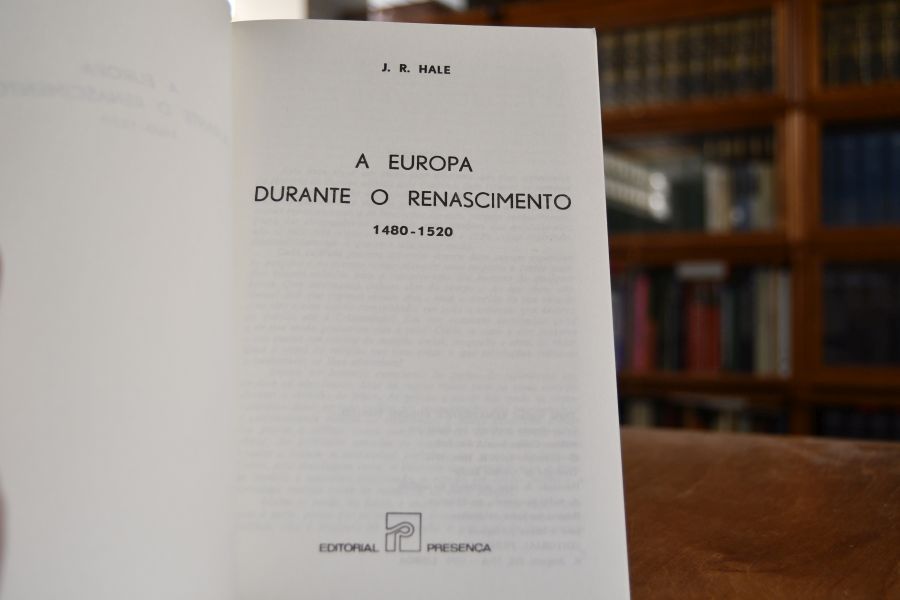 J. R. HALE
A EUROPA
DURANTE O RENASCIMENTO
1480-1520
EDITORIAL PRESENÇA